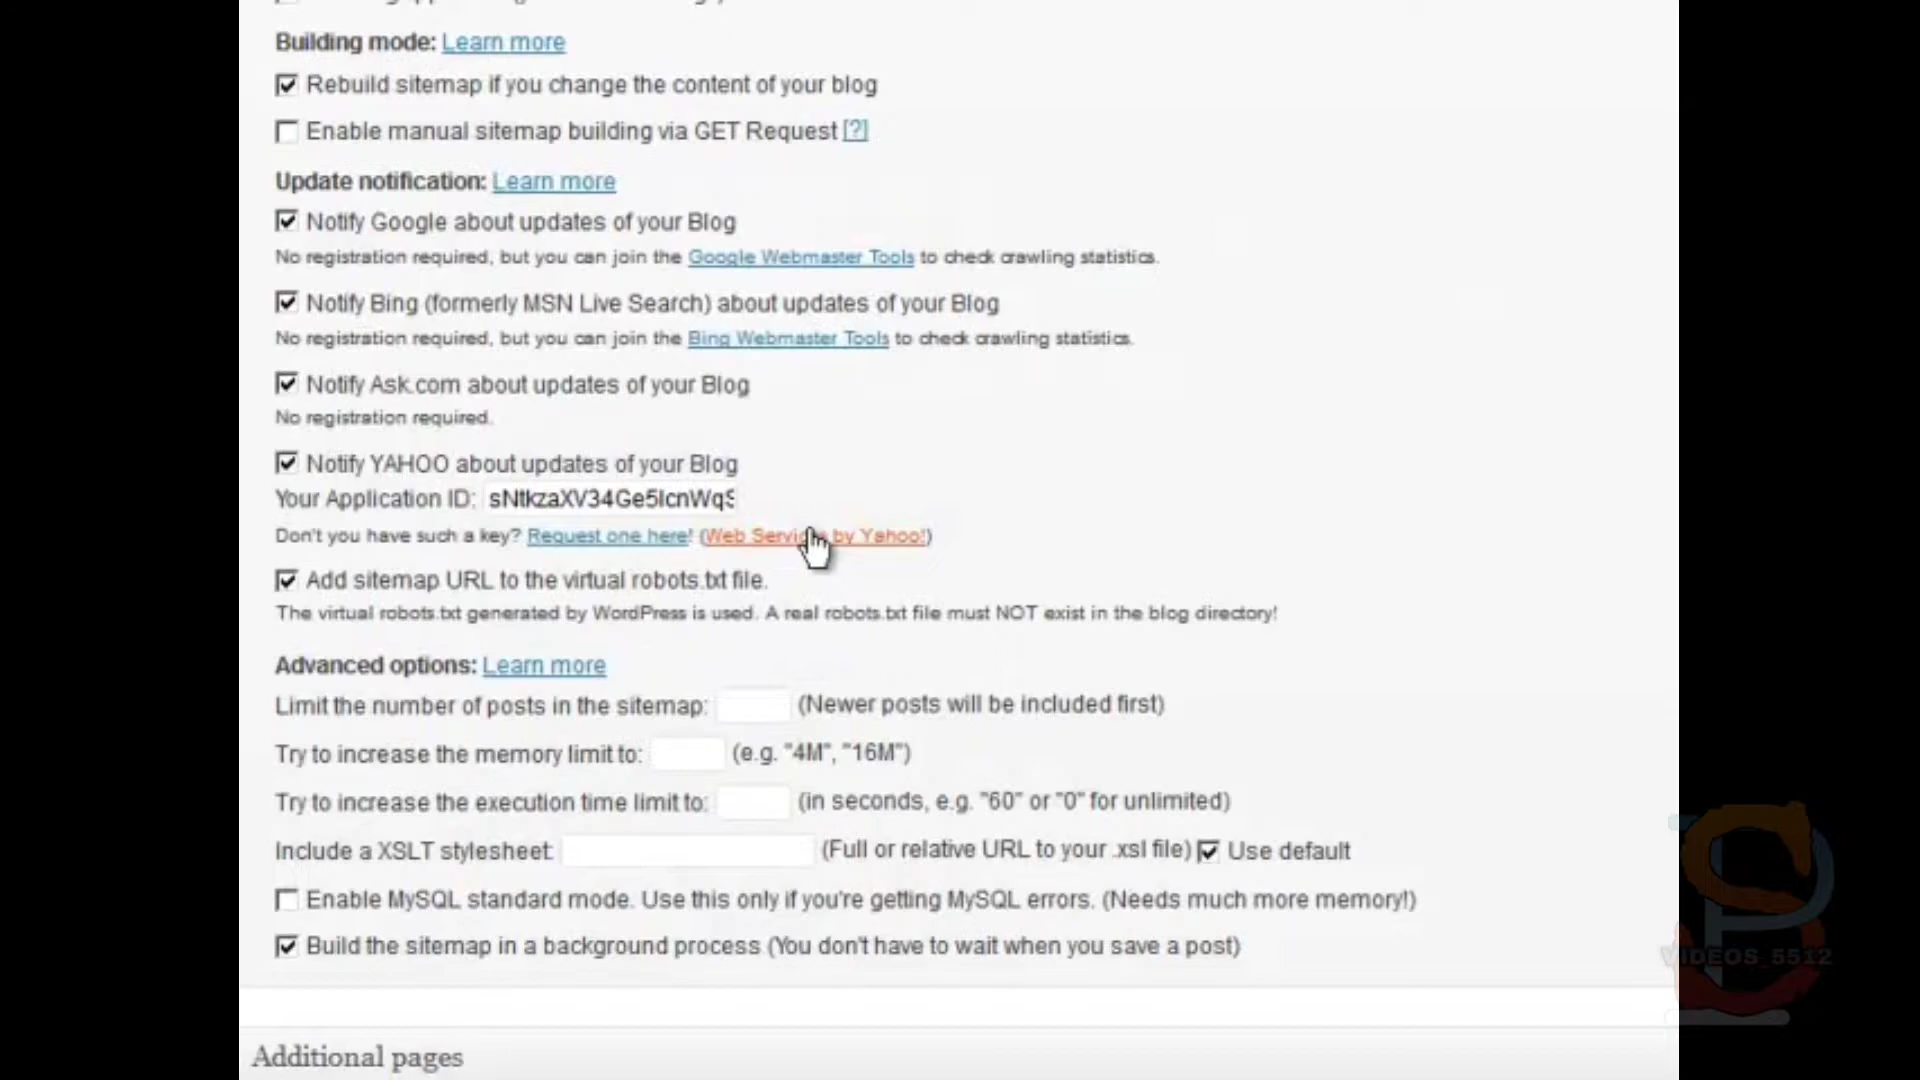 Building mode: Learn more
Rebuild sitemap if you change the content of your blog
Enable manual sitemap building via GET Request [?]
Update notification: Learn more
Notify Google about updates of your Blog
No registration required, but you can join the Google Webmaster Tools to check crawling statistics.
Notify Bing (formerly MSN Live Search) about updates of your Blog
No registration required, but you can join the Bing Webmaster Tools to check crawling statistics.
Notify Ask.com about updates of your Blog
No registration required.
Notify YAHOO about updates of your Blog
Your Application ID:
Don't you have such a key? Request one here! (Web Services by Yahoo!)
Add sitemap URL to the virtual robots.txt file.
The virtual robots.txt generated by WordPress is used. A real robots.txt file must NOT exist in the blog directory!
Advanced options: Learn more
Limit the number of posts in the sitemap: (Newer posts will be included first)
Try to increase the memory limit to: (e.g. "4M", "16M")
Try to increase the execution time limit to: (in seconds, e.g. "60" or "0" for unlimited)
Include a XSLT stylesheet: (Full or relative URL to your .xsl file) Use default
Enable MySQL standard mode. Use this only if you're getting MySQL errors. (Needs much more memory!)
Build the sitemap in a background process (You don't have to wait when you save a post)
VIDEOS_5512
Additional pages